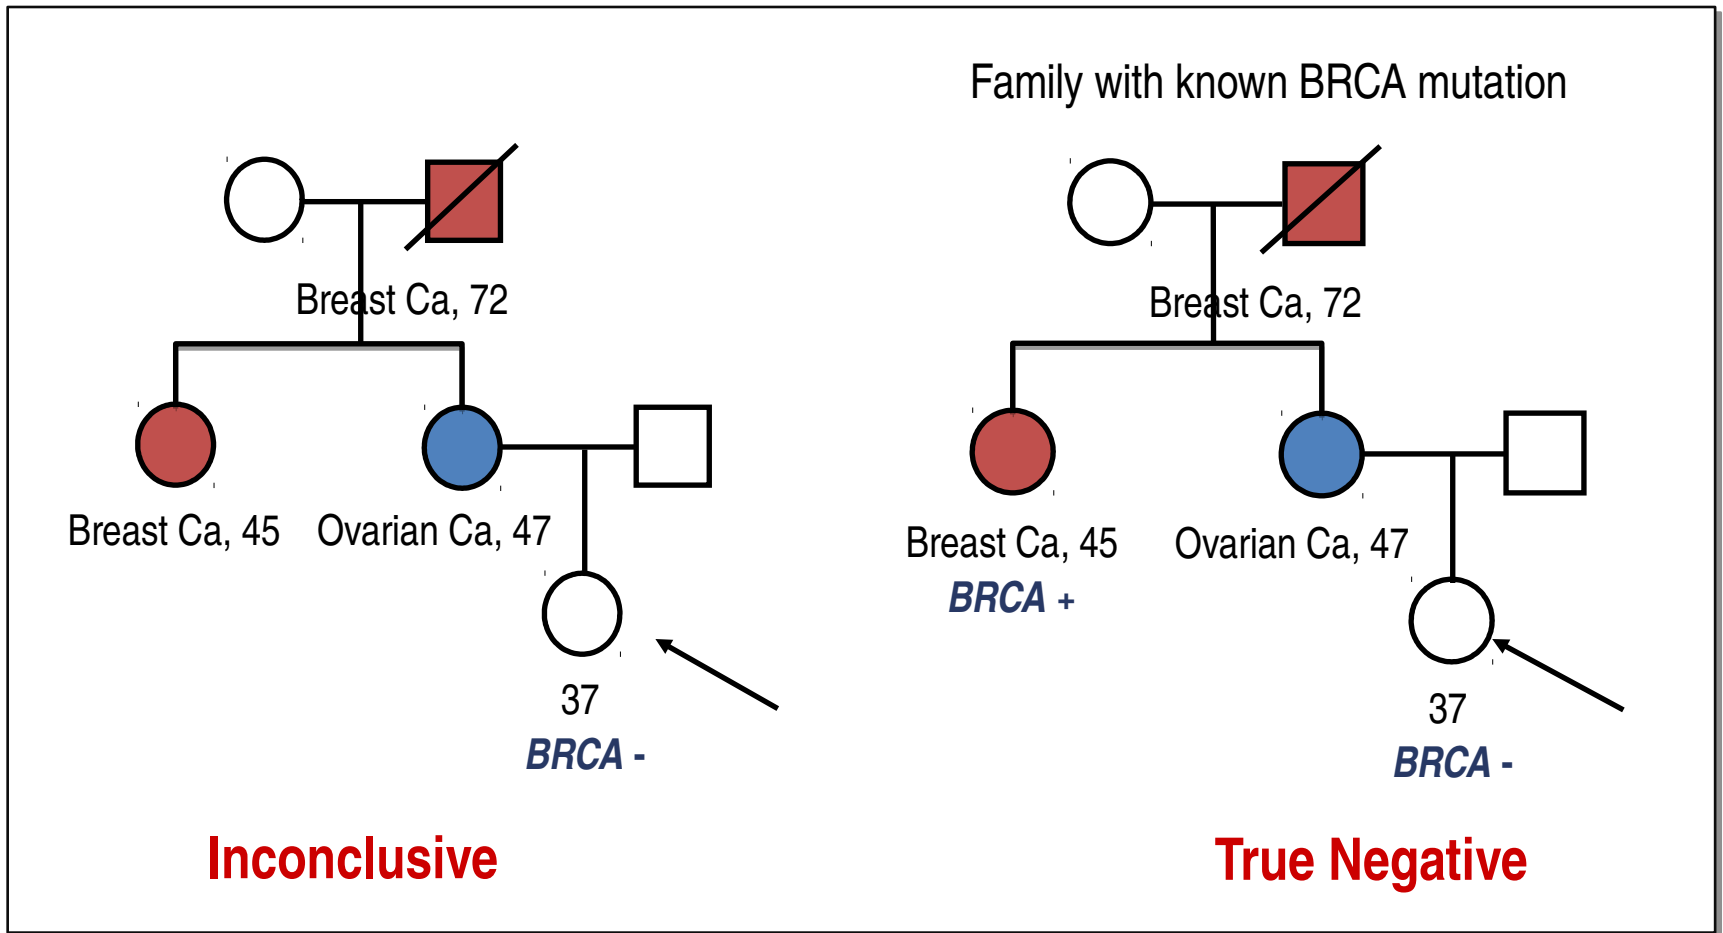 Family with known BRCA mutation
Breast Ca, 72
Breast Ca, 45
Ovarian Ca, 47
37
BRCA -
Inconclusive
Breast Ca, 72
Breast Ca, 45
BRCA +
Ovarian Ca, 47
37
BRCA -
True Negative